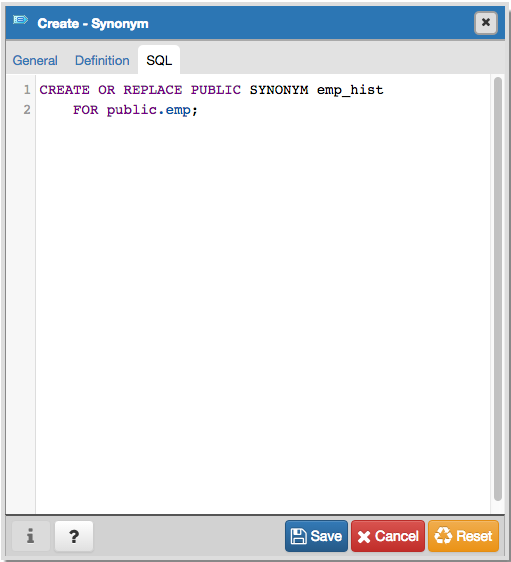 Create - Synonym
General Definition SQL
1 CREATE OR REPLACE PUBLIC SYNONYM emp_hist
2 FOR public.emp;
i ? Save Cancel Reset